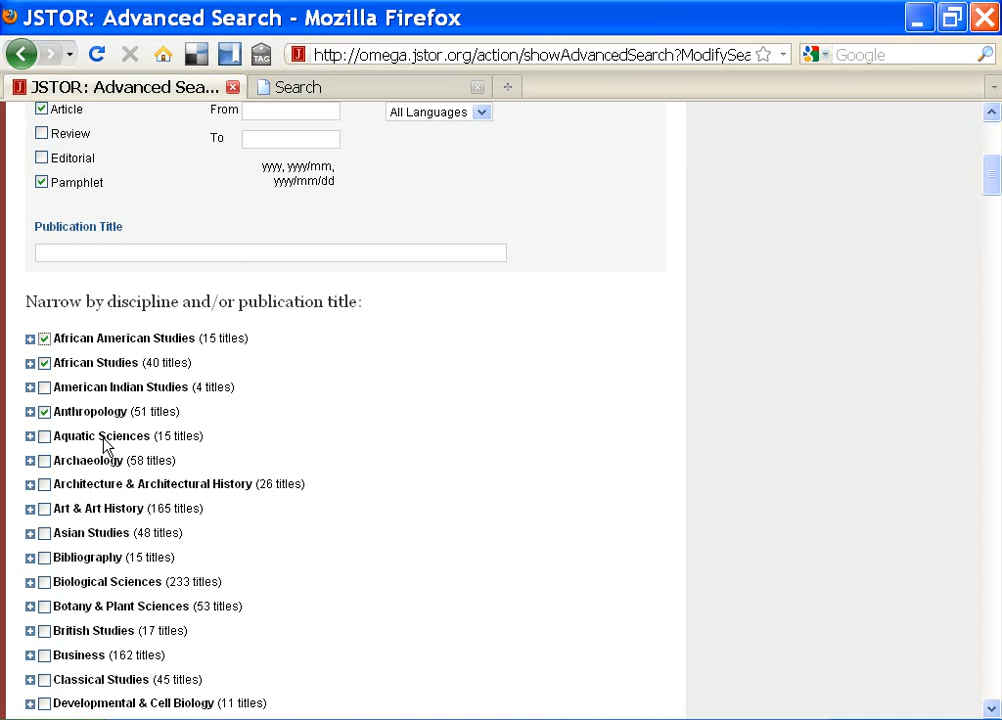 JSTOR: Advanced Search - Mozilla Firefox
TAG
http://omega.jstor.org/action/showAdvancedSearch?ModifySea
Google
JSTOR: Advanced Sea...
Search
Article
From
All Languages
Review
To
Editorial
yyyy, yyyy/mm,
yyyy/mm/dd
Pamphlet
Publication Title
Narrow by discipline and/or publication title:
African American Studies (15 titles)
African Studies (40 titles)
American Indian Studies (4 titles)
Anthropology (51 titles)
Aquatic Sciences (15 titles)
Archaeology (58 titles)
Architecture & Architectural History (26 titles)
Art & Art History (165 titles)
Asian Studies (48 titles)
Bibliography (15 titles)
Biological Sciences (233 titles)
Botany & Plant Sciences (53 titles)
British Studies (17 titles)
Business (162 titles)
Classical Studies (45 titles)
Developmental & Cell Biology (11 titles)